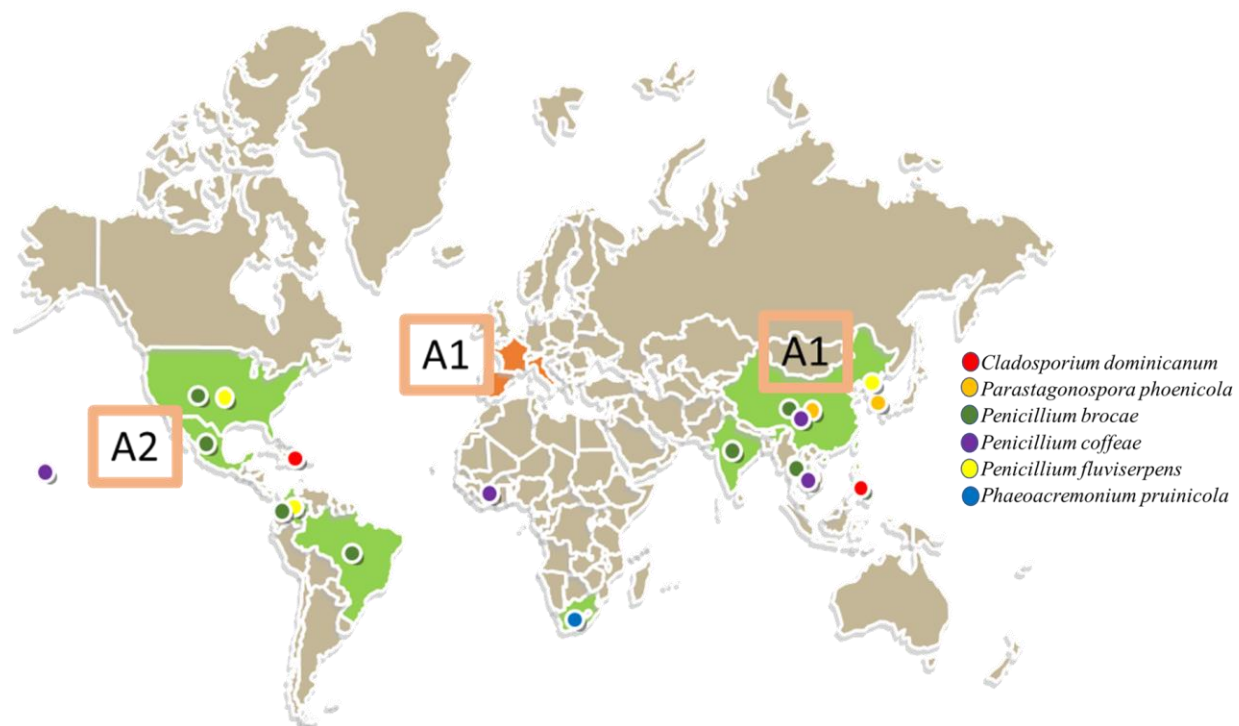 A1
A1
A2
Cladosporium dominicanum
Parastagonospora phoenicola
Penicillium brocae
Penicillium coffeae
Penicillium fluviserpens
Phaeoacremonium pruinicola